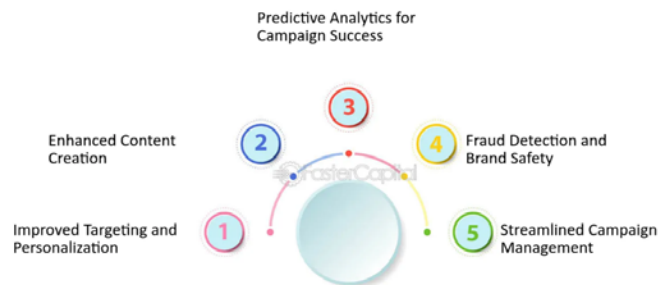 Predictive Analytics for
Campaign Success
3
2
Enhanced Content
Creation
4
Fraud Detection and
Brand Safety
FasterCapital
1
Improved Targeting and
Personalization
5
Streamlined Campaign
Management